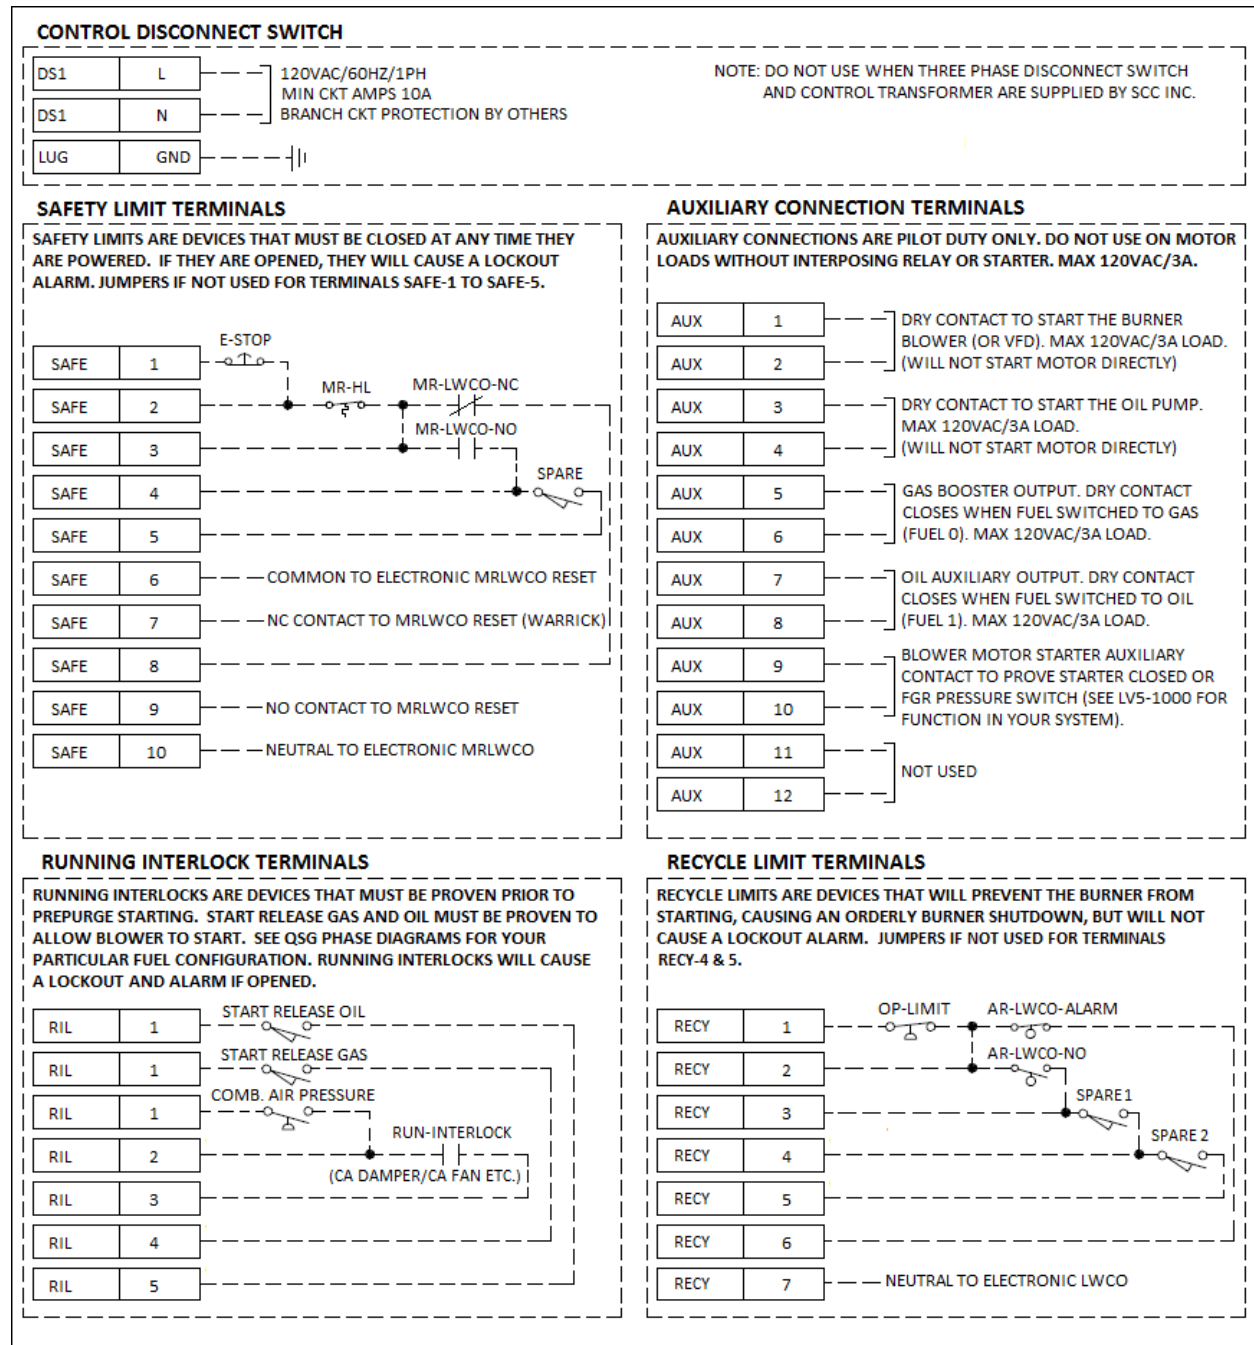 CONTROL DISCONNECT SWITCH
DS1 L
120VAC/60HZ/1PH
MIN CKT AMPS 10A
DS1 N
BRANCH CKT PROTECTION BY OTHERS
LUG GND
NOTE: DO NOT USE WHEN THREE PHASE DISCONNECT SWITCH
AND CONTROL TRANSFORMER ARE SUPPLIED BY SCC INC.
SAFETY LIMIT TERMINALS
SAFETY LIMITS ARE DEVICES THAT MUST BE CLOSED AT ANY TIME THEY
ARE POWERED. IF THEY ARE OPENED, THEY WILL CAUSE A LOCKOUT
ALARM. JUMPERS IF NOT USED FOR TERMINALS SAFE-1 TO SAFE-5.
E-STOP
SAFE 1
MR-HL
MR-LWCO-NC
SAFE 2
MR-LWCO-NO
SAFE 3
SPARE
SAFE 4
SAFE 5
SAFE 6 COMMON TO ELECTRONIC MRLWCO RESET
SAFE 7 NC CONTACT TO MRLWCO RESET (WARRICK)
SAFE 8
SAFE 9 NO CONTACT TO MRLWCO RESET
SAFE 10 NEUTRAL TO ELECTRONIC MRLWCO
AUXILIARY CONNECTION TERMINALS
AUXILIARY CONNECTIONS ARE PILOT DUTY ONLY. DO NOT USE ON MOTOR
LOADS WITHOUT INTERPOSING RELAY OR STARTER. MAX 120VAC/3A.
AUX 1
AUX 2
DRY CONTACT TO START THE BURNER
BLOWER (OR VFD). MAX 120VAC/3A LOAD.
(WILL NOT START MOTOR DIRECTLY)
AUX 3
AUX 4
DRY CONTACT TO START THE OIL PUMP.
MAX 120VAC/3A LOAD.
(WILL NOT START MOTOR DIRECTLY)
AUX 5
AUX 6
GAS BOOSTER OUTPUT. DRY CONTACT
CLOSES WHEN FUEL SWITCHED TO GAS
(FUEL 0). MAX 120VAC/3A LOAD.
AUX 7
AUX 8
OIL AUXILIARY OUTPUT. DRY CONTACT
CLOSES WHEN FUEL SWITCHED TO OIL
(FUEL 1). MAX 120VAC/3A LOAD.
AUX 9
AUX 10
BLOWER MOTOR STARTER AUXILIARY
CONTACT TO PROVE STARTER CLOSED OR
FGR PRESSURE SWITCH (SEE LV5-1000 FOR
FUNCTION IN YOUR SYSTEM).
AUX 11
AUX 12
NOT USED
RUNNING INTERLOCK TERMINALS
RUNNING INTERLOCKS ARE DEVICES THAT MUST BE PROVEN PRIOR TO
PREPURGE STARTING. START RELEASE GAS AND OIL MUST BE PROVEN TO
ALLOW BLOWER TO START. SEE QSG PHASE DIAGRAMS FOR YOUR
PARTICULAR FUEL CONFIGURATION. RUNNING INTERLOCKS WILL CAUSE
A LOCKOUT AND ALARM IF OPENED.
START RELEASE OIL
RIL 1
START RELEASE GAS
RIL 1
COMB. AIR PRESSURE
RIL 1
RUN-INTERLOCK
RIL 2
(CA DAMPER/CA FAN ETC.)
RIL 3
RIL 4
RIL 5
RECYCLE LIMIT TERMINALS
RECYCLE LIMITS ARE DEVICES THAT WILL PREVENT THE BURNER FROM
STARTING, CAUSING AN ORDERLY BURNER SHUTDOWN, BUT WILL NOT
CAUSE A LOCKOUT ALARM. JUMPERS IF NOT USED FOR TERMINALS
RECY-4 & 5.
OP-LIMIT
AR-LWCO-ALARM
RECY 1
AR-LWCO-NO
RECY 2
SPARE1
RECY 3
SPARE 2
RECY 4
RECY 5
RECY 6
RECY 7 NEUTRAL TO ELECTRONIC LWCO